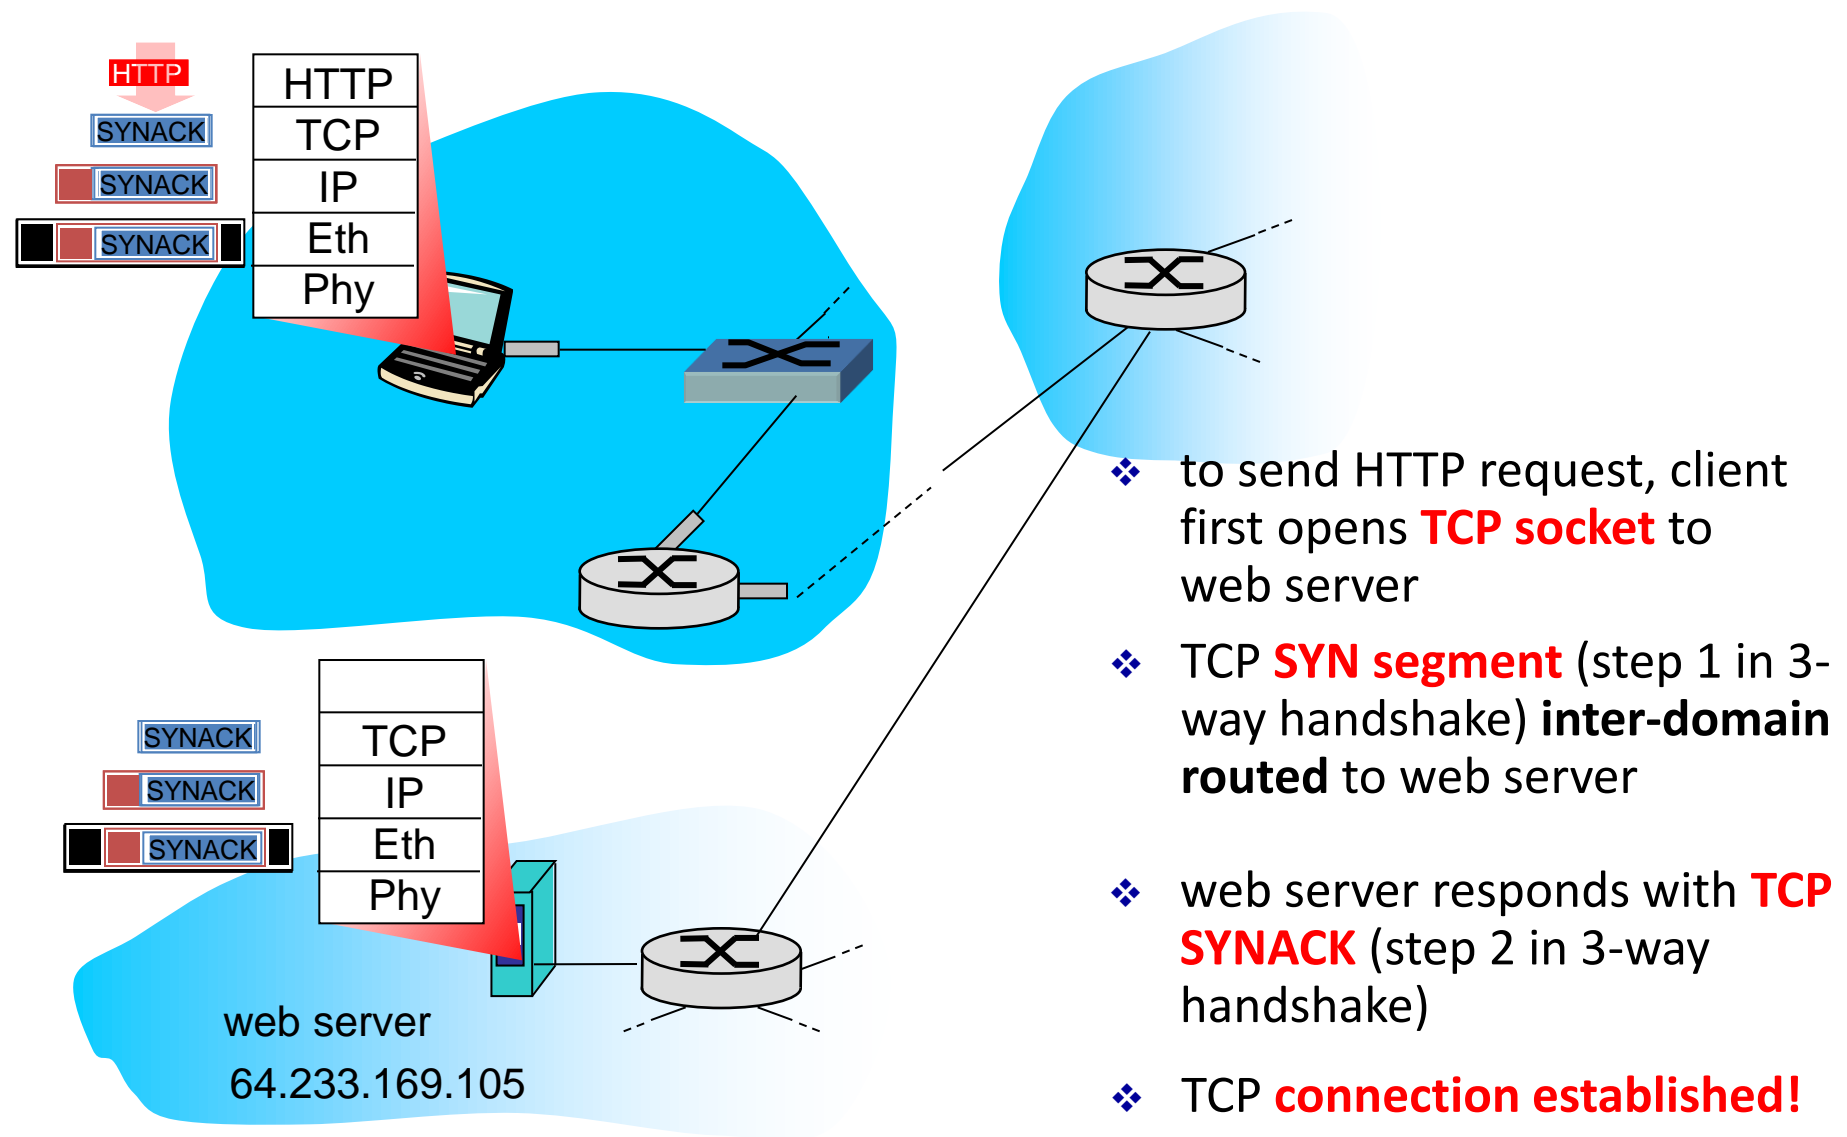 HTTP
SYNACK
SYNACK
SYNACK
HTTP
TCP
IP
Eth
Phy
SYNACK
SYNACK
SYNACK
TCP
IP
Eth
Phy
web server
64.233.169.105
to send HTTP request, client
first opens TCP socket to
web server
TCP SYN segment (step 1 in 3-
way handshake) inter-domain
routed to web server
web server responds with TCP
SYNACK (step 2 in 3-way
handshake)
TCP connection established!